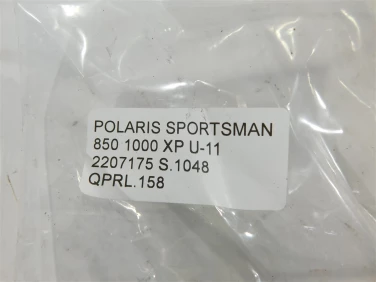 POLARIS SPORTSMAN
850 1000 XP U-11
2207175 S.1048
QPRL.158